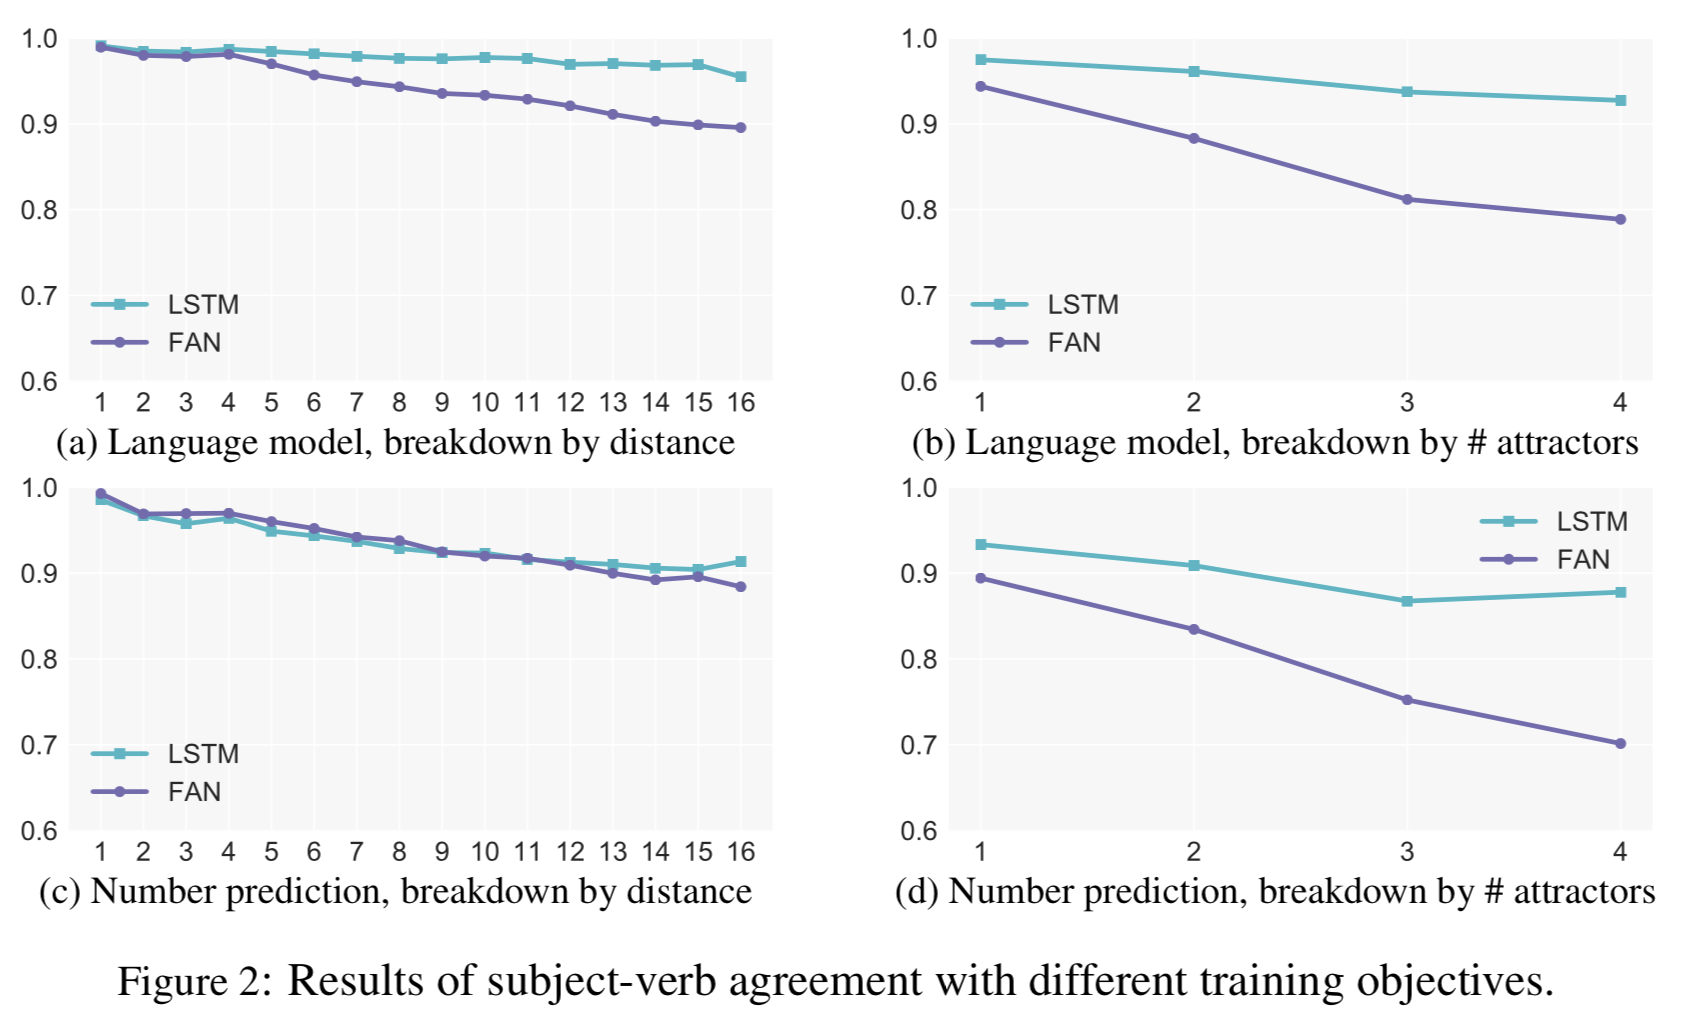 1.0
0.9
0.8
0.7
0.6
LSTM
FAN
1 2 3 4 5 6 7 8 9 10 11 12 13 14 15 16
(a) Language model, breakdown by distance
1.0
0.9
0.8
0.7
0.6
LSTM
FAN
1 2 3 4
(b) Language model, breakdown by # attractors
1.0
0.9
0.8
0.7
0.6
LSTM
FAN
1 2 3 4 5 6 7 8 9 10 11 12 13 14 15 16
(c) Number prediction, breakdown by distance
1.0
0.9
0.8
0.7
0.6
LSTM
FAN
1 2 3 4
(d) Number prediction, breakdown by # attractors
Figure 2: Results of subject-verb agreement with different training objectives.